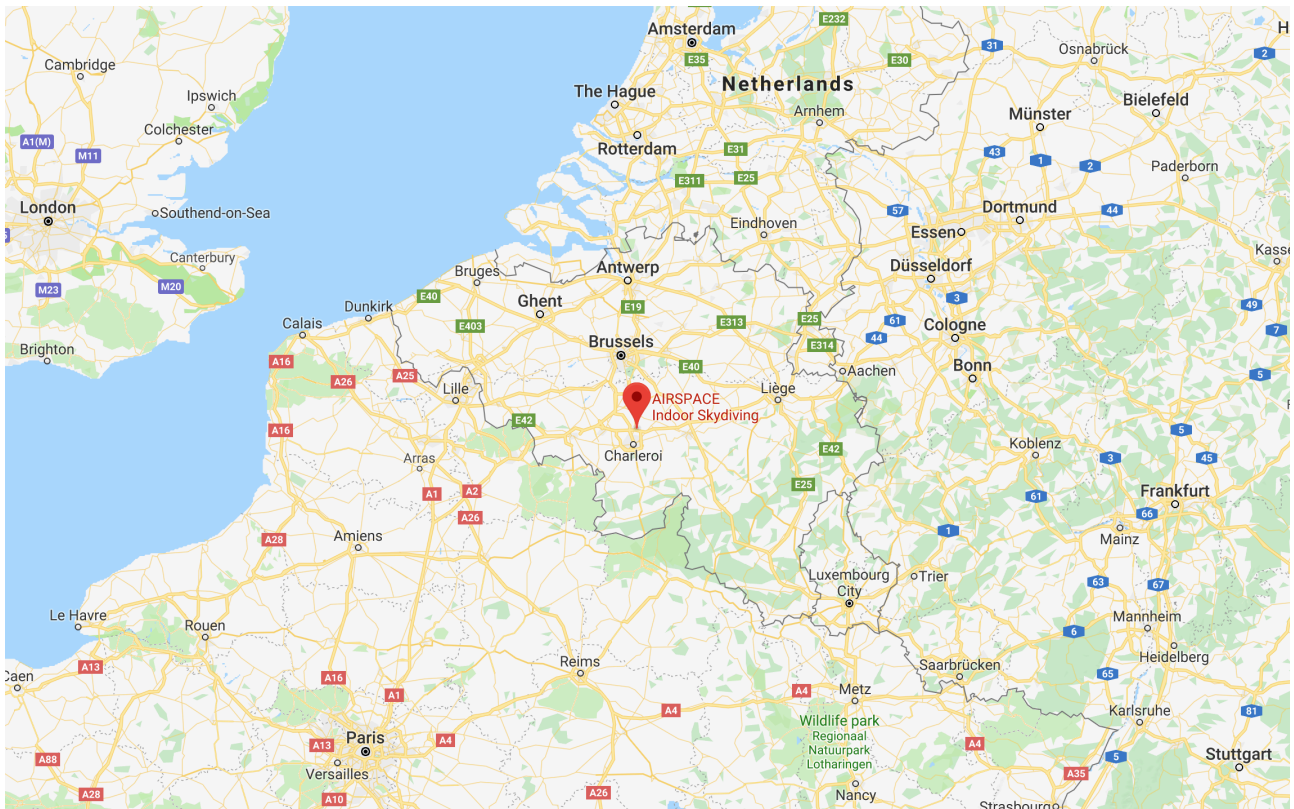 Amsterdam
E232
H
Cambridge
E35
Netherlands
E30
31
Osnabrück
2
Ipswich
The Hague
Arnhem
Münster
Bielefeld
Colchester
A1(M)
M11
Rotterdam
E31
43
1
2
Paderborn
E311
E25
London
Southend-on-Sea
57
Dortmund
44
Eindhoven
Essen
Canterbury
Bruges
Antwerp
Düsseldorf
Kasse
M23
M20
Dunkirk
E40
Ghent
E19
3
49
Calais
E403
E313
E25
61
Cologne
7
Brighton
Brussels
E314
44
A16
A26
A25
Lille
E40
Aachen
Bonn
5
Liège
AIRSPACE
Indoor Skydiving
A16
E42
Charleroi
E42
Koblenz
5
Arras
3
45
A1
A2
E25
61
Frankfurt
A26
66
Mainz
A28
Amiens
1
Luxembourg
City
Trier
63
67
Le Havre
Rouen
Mannheim
6
Heidelberg
A13
Reims
Saarbrücken
65
Caen
A16
A1
A4
Metz
A4
Wildlife park
Regionaal
Natuurpark
Lotharingen
Karlsruhe
81
Paris
A13
A4
A4
5
Stuttgart
A88
Versailles
A35
A28
A10
A26
Nancy
Strasbourg